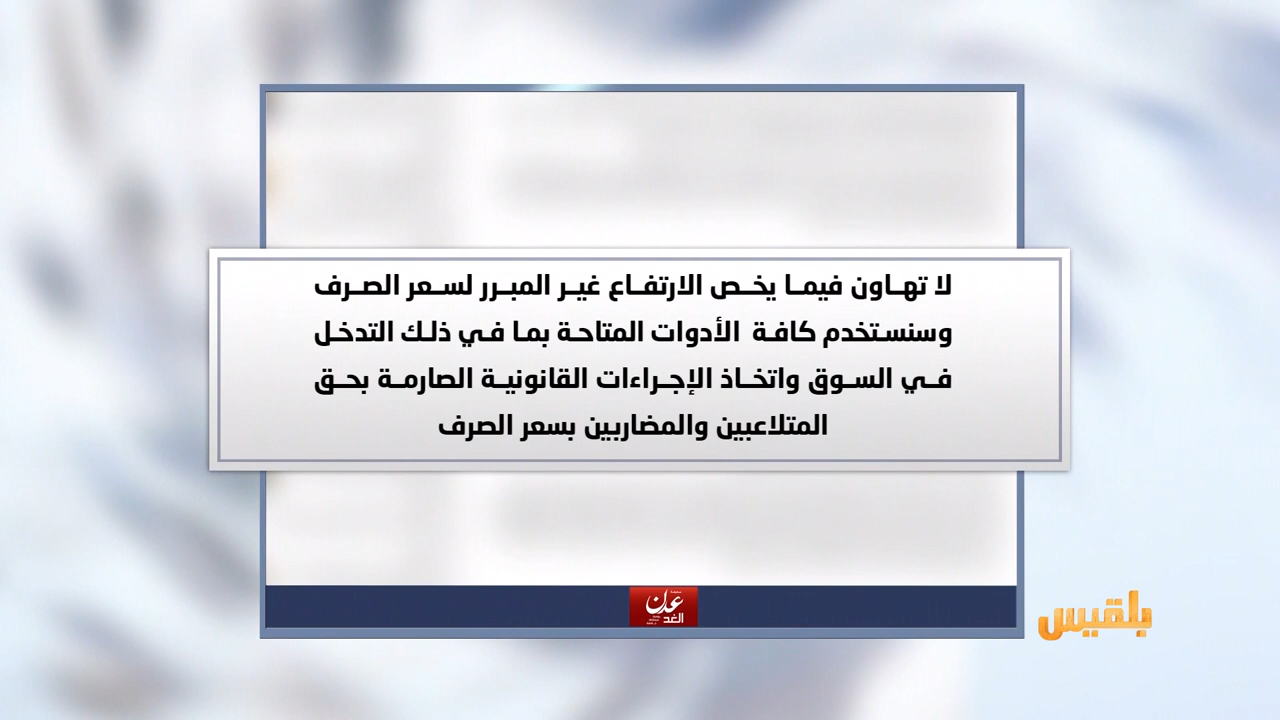 لا تهاون فيما يخص الارتفاع غير المبرر لسعر الصرف
وسنستخدم كافة الأدوات المتاحة بما في ذلك التدخل
في السوق واتخاذ الإجراءات القانونية الصارمة بحق
المتلاعبين والمضاربين بسعر الصرف
عدن
الغد
بلقيس